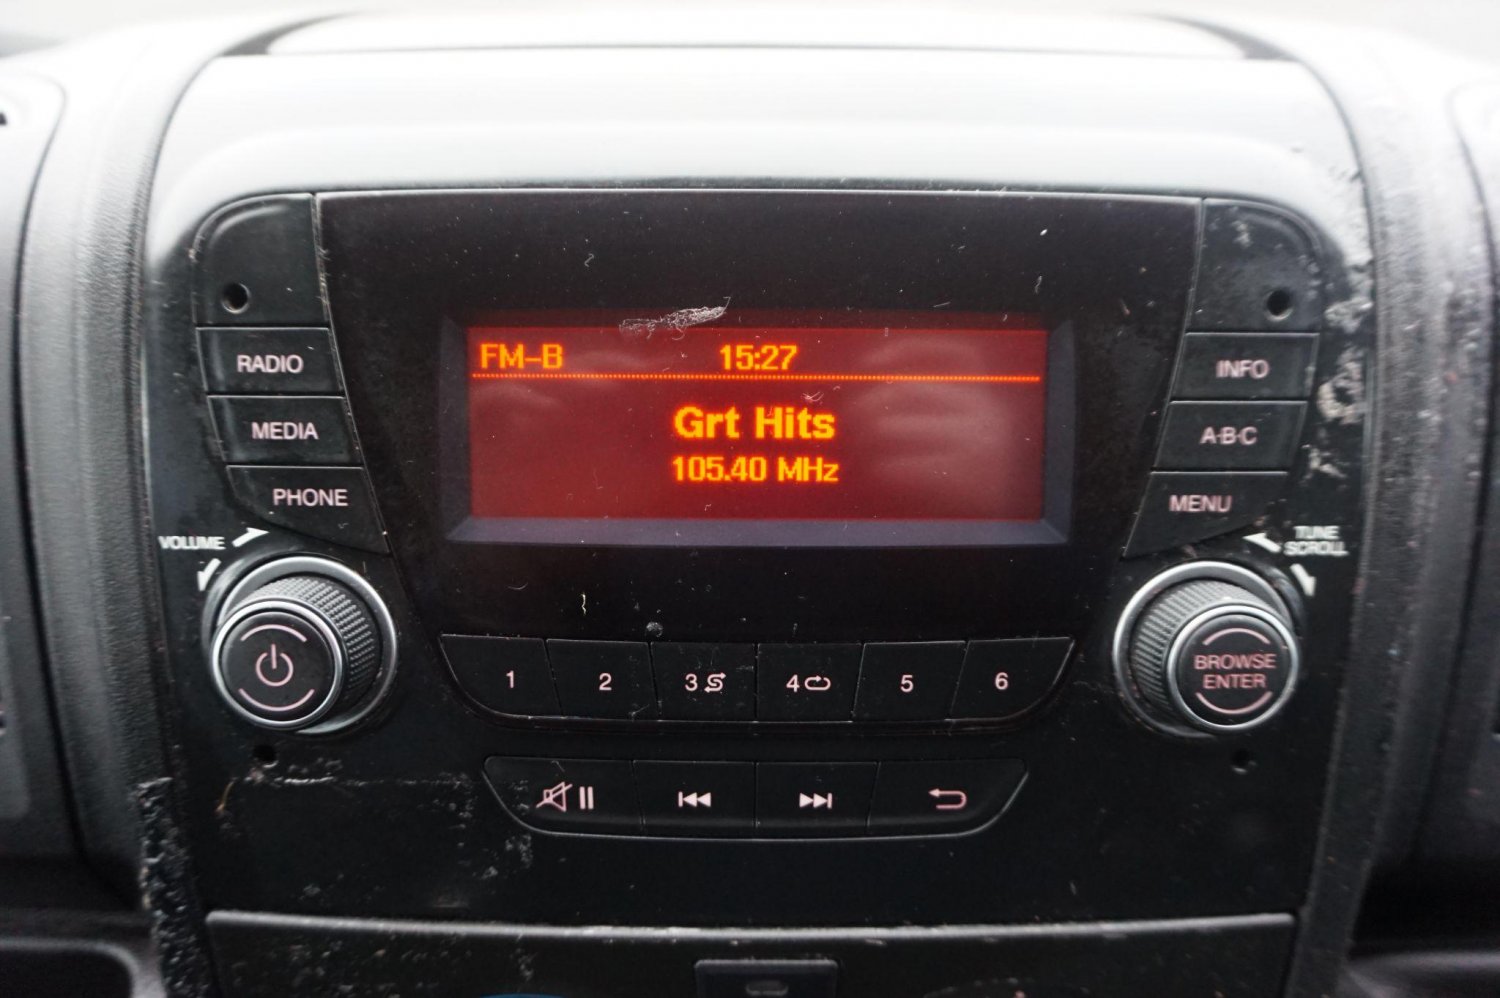 FM-B 15:27
Grt Hits
105.40 MHz
RADIO
MEDIA
PHONE
VOLUME
INFO
A·B·C
MENU
TUNE
SCROLL
BROWSE
ENTER
1 2 3 4 5 6